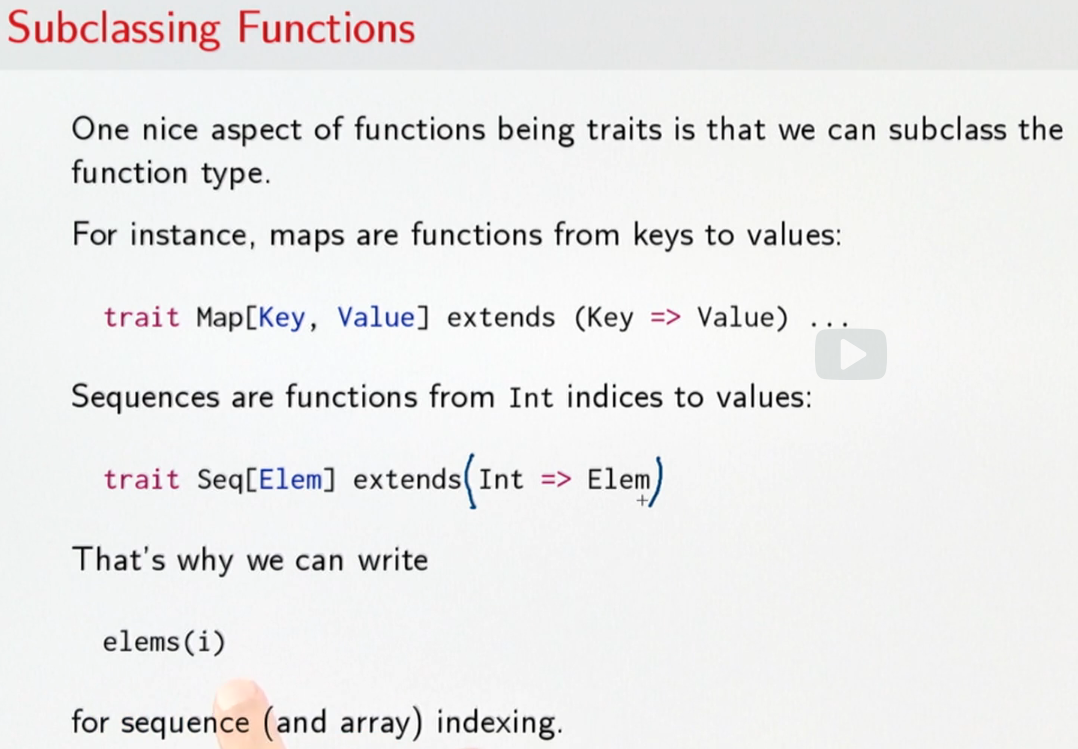 Subclassing Functions
One nice aspect of functions being traits is that we can subclass the
function type.
For instance, maps are functions from keys to values:
trait Map[Key, Value] extends (Key => Value) ...
Sequences are functions from Int indices to values:
trait Seq[Elem] extends(Int => Elem)
That's why we can write
elems(i)
for sequence (and array) indexing.